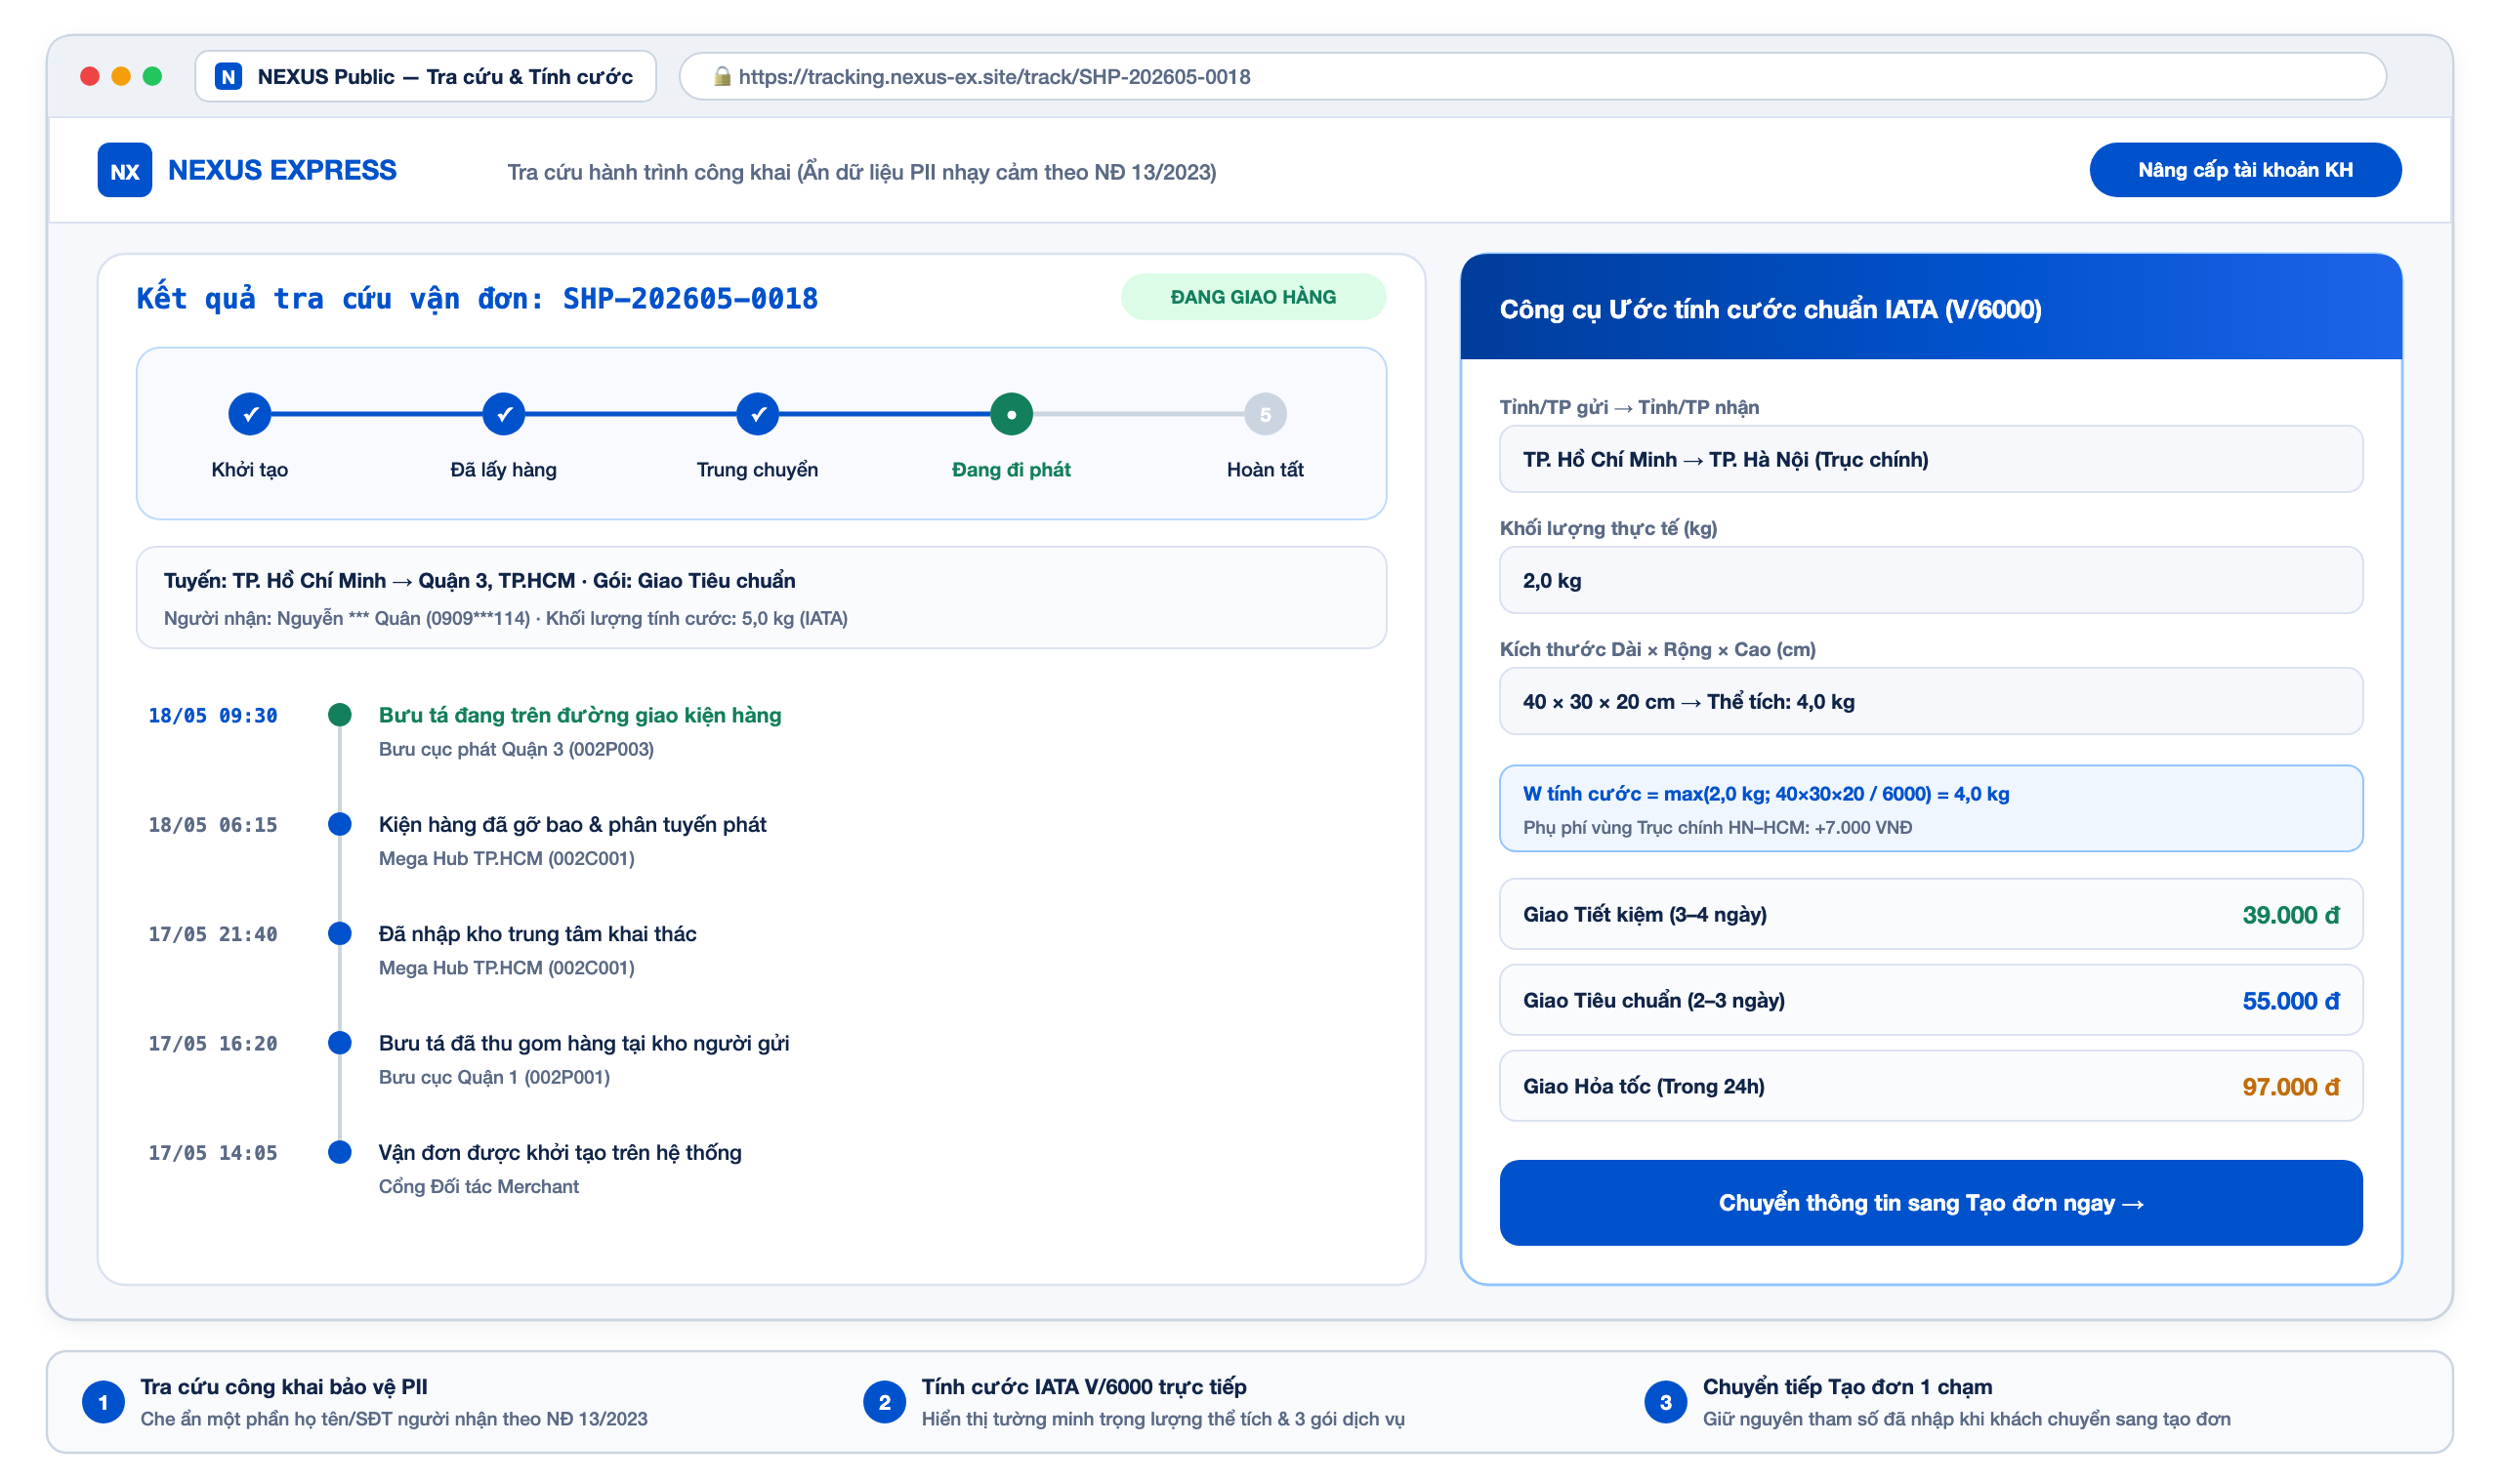 N NEXUS Public — Tra cứu & Tính cước
https://tracking.nexus-ex.site/track/SHP-202605-0018
NX NEXUS EXPRESS
Tra cứu hành trình công khai (Ẩn dữ liệu PII nhạy cảm theo NĐ 13/2023)
Nâng cấp tài khoản KH
Kết quả tra cứu vận đơn: SHP-202605-0018
ĐANG GIAO HÀNG
✓ ✓ ✓ 5
Khởi tạo Đã lấy hàng Trung chuyển Đang đi phát Hoàn tất
Tuyến: TP. Hồ Chí Minh → Quận 3, TP.HCM · Gói: Giao Tiêu chuẩn
Người nhận: Nguyễn *** Quân (0909***114) · Khối lượng tính cước: 5,0 kg (IATA)
18/05 09:30 Bưu tá đang trên đường giao kiện hàng
Bưu cục phát Quận 3 (002P003)
18/05 06:15 Kiện hàng đã gỡ bao & phân tuyến phát
Mega Hub TP.HCM (002C001)
17/05 21:40 Đã nhập kho trung tâm khai thác
Mega Hub TP.HCM (002C001)
17/05 16:20 Bưu tá đã thu gom hàng tại kho người gửi
Bưu cục Quận 1 (002P001)
17/05 14:05 Vận đơn được khởi tạo trên hệ thống
Cổng Đối tác Merchant
Công cụ Ước tính cước chuẩn IATA (V/6000)
Tỉnh/TP gửi → Tỉnh/TP nhận
TP. Hồ Chí Minh → TP. Hà Nội (Trục chính)
Khối lượng thực tế (kg)
2,0 kg
Kích thước Dài × Rộng × Cao (cm)
40 × 30 × 20 cm → Thể tích: 4,0 kg
W tính cước = max(2,0 kg; 40×30×20 / 6000) = 4,0 kg
Phụ phí vùng Trục chính HN–HCM: +7.000 VNĐ
Giao Tiết kiệm (3–4 ngày) 39.000 đ
Giao Tiêu chuẩn (2–3 ngày) 55.000 đ
Giao Hỏa tốc (Trong 24h) 97.000 đ
Chuyển thông tin sang Tạo đơn ngay →
1 Tra cứu công khai bảo vệ PII
Che ẩn một phần họ tên/SĐT người nhận theo NĐ 13/2023
2 Tính cước IATA V/6000 trực tiếp
Hiển thị tường minh trọng lượng thể tích & 3 gói dịch vụ
3 Chuyển tiếp Tạo đơn 1 chạm
Giữ nguyên tham số đã nhập khi khách chuyển sang tạo đơn